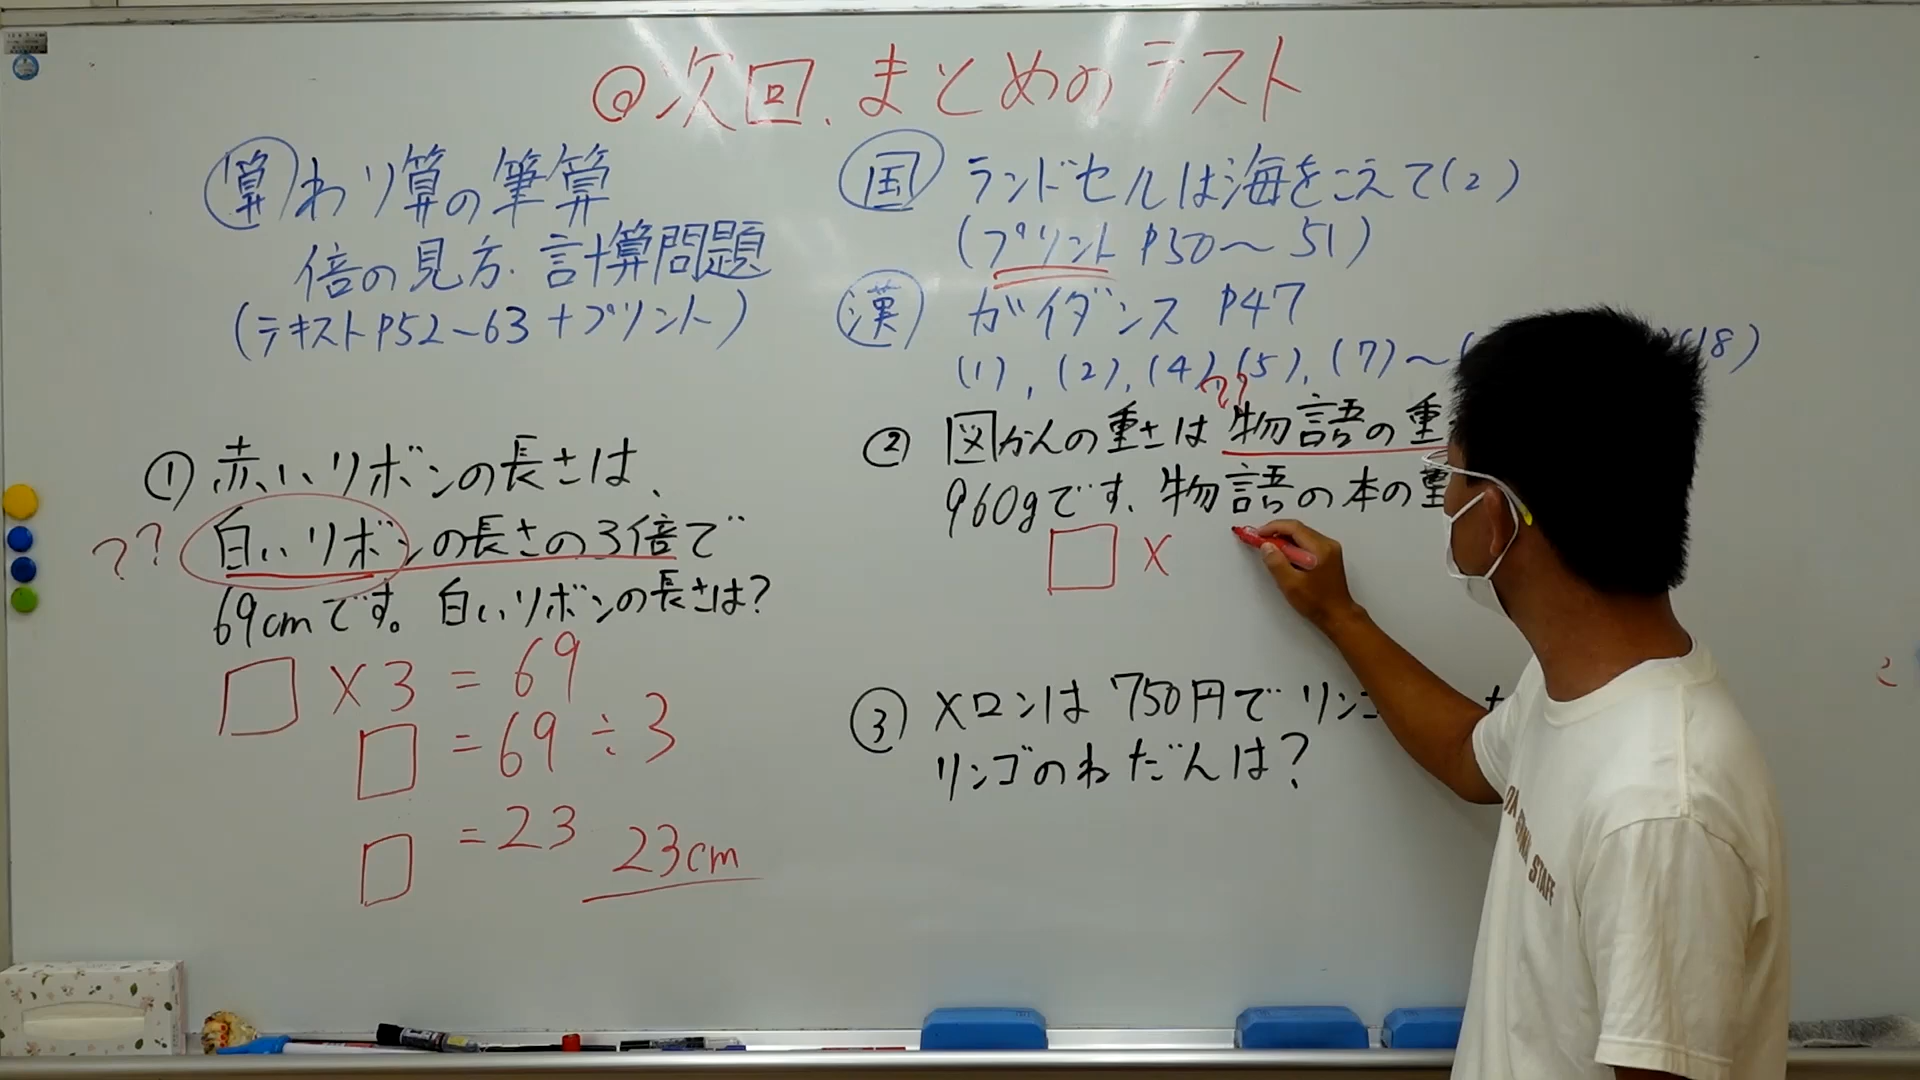 ◎次回、まとめのテスト
算 わり算の筆算
倍の見方・計算問題
(テキストP52〜63+プリント)
国 ランドセルは海をこえて(2)
(プリント P50〜51)
漢 ガイダンス P47
(1), (2), (4), (5), (7)〜 (18)
① 赤いリボンの長さは、
?? 白いリボンの長さの3倍で
69cmです。白いリボンの長さは?
□ × 3 = 69
□ = 69 ÷ 3
□ = 23 23cm
??
② 図かんの重さは物語の重
960gです、物語の本の重
□ ×
③ メロンは750円でリンゴ
リンゴのねだんは?
STAFF